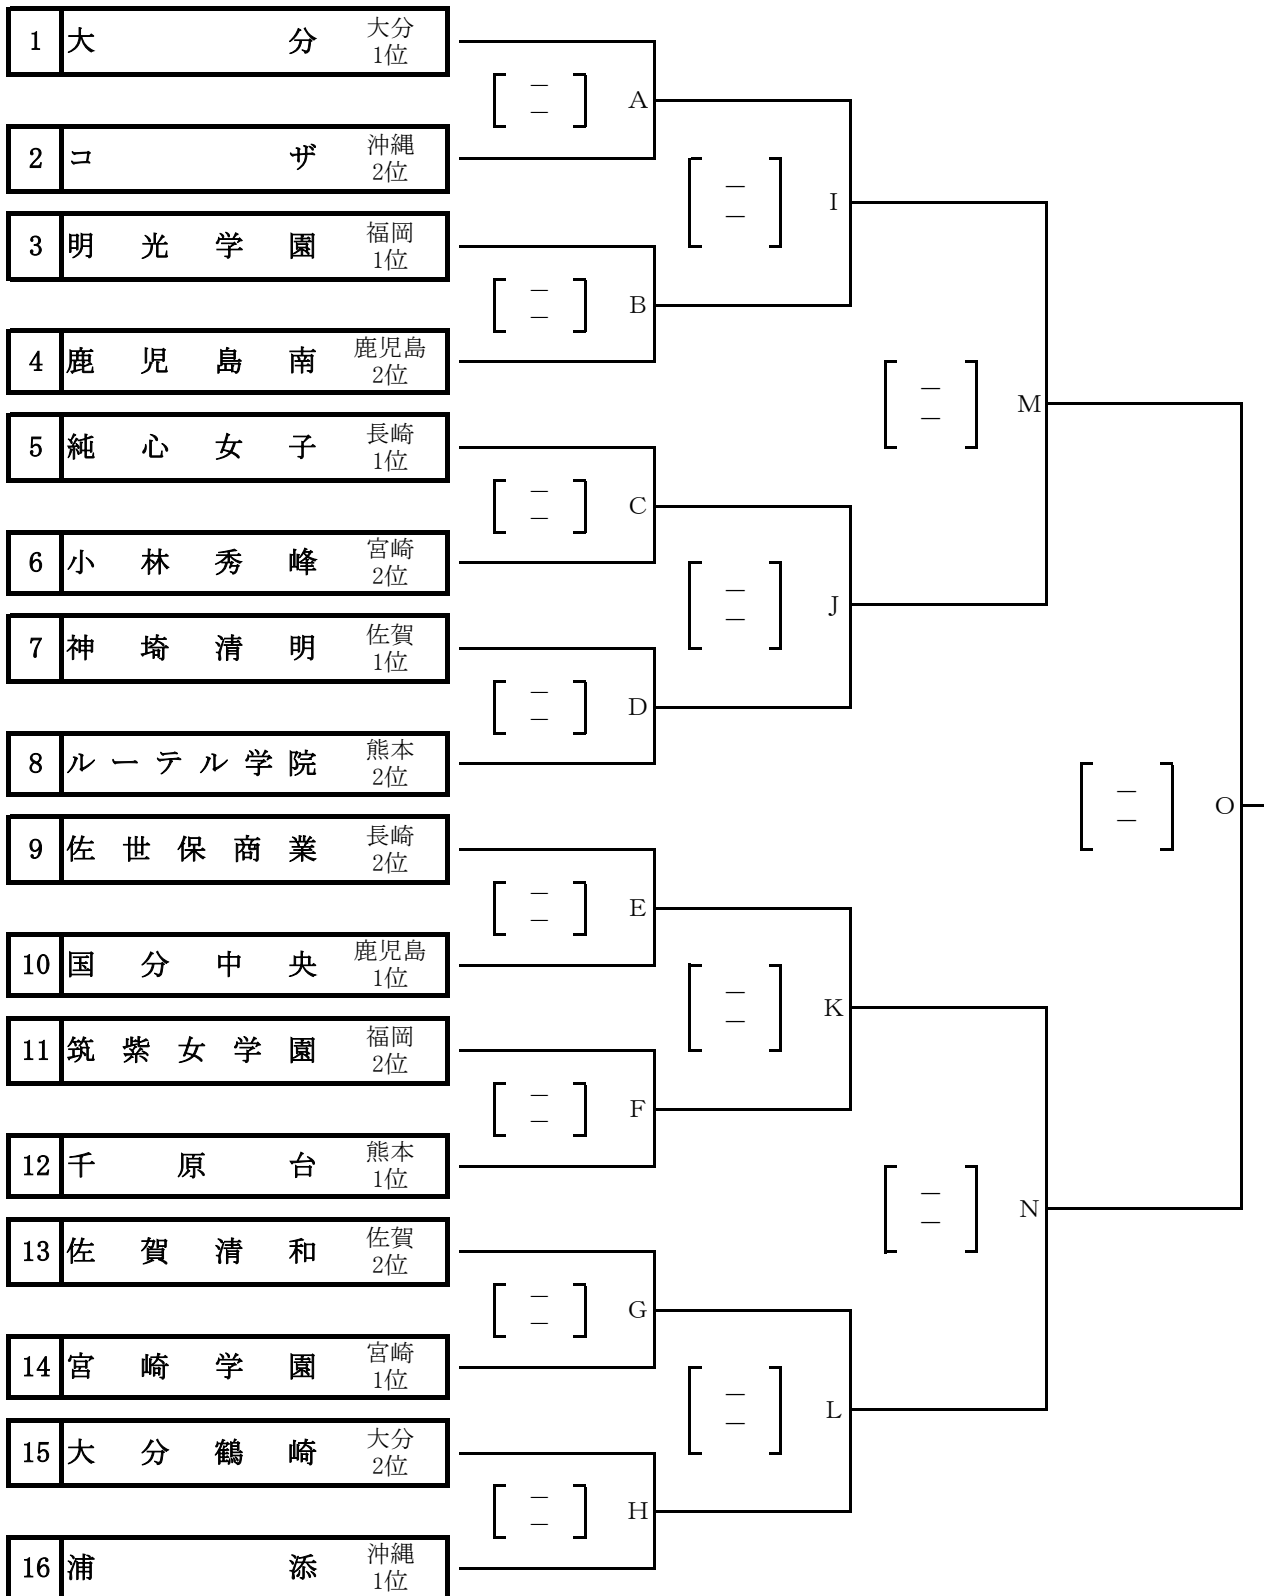 1 大分 大分
1位
A
2 コザ 沖縄
2位
I
3 明光学園 福岡
1位
B
4 鹿児島南 鹿児島
2位
M
5 純心女子 長崎
1位
C
6 小林秀峰 宮崎
2位
J
7 神埼清明 佐賀
1位
D
8 ルーテル学院 熊本
2位
O
9 佐世保商業 長崎
2位
E
10 国分中央 鹿児島
1位
K
11 筑紫女学園 福岡
2位
F
12 千原台 熊本
1位
N
13 佐賀清和 佐賀
2位
G
14 宮崎学園 宮崎
1位
L
15 大分鶴崎 大分
2位
H
16 浦添 沖縄
1位